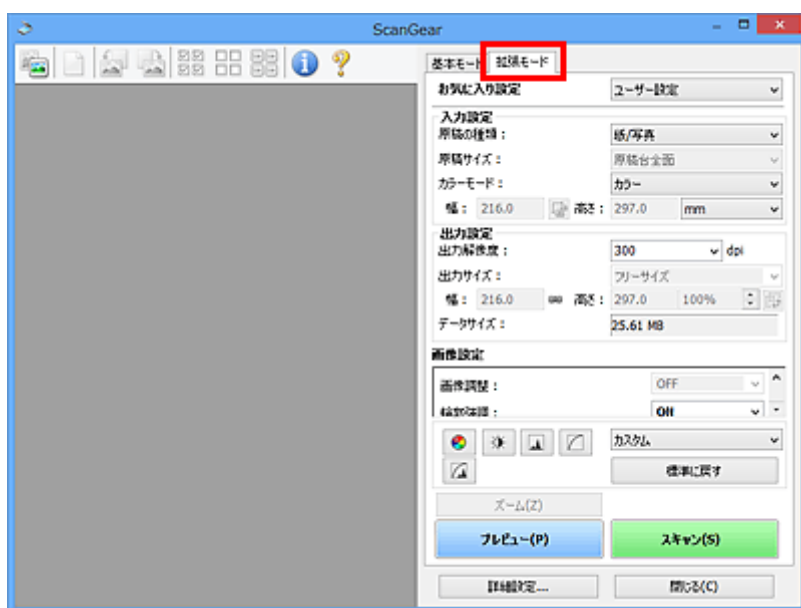 ScanGear
基本モード 拡張モード
お気に入り設定 ユーザー設定
入力設定
原稿の種類： 紙/写真
原稿サイズ： 原稿台全面
カラーモード： カラー
幅： 216.0 高さ： 297.0 mm
出力設定
出力解像度： 300 dpi
出力サイズ： フリーサイズ
幅： 216.0 高さ： 297.0 100%
データサイズ： 25.61 MB
画像設定
画像調整： OFF
輪郭強調： ON
カスタム
標準に戻す
ズーム(Z)
プレビュー(P) スキャン(S)
詳細設定... 閉じる(C)